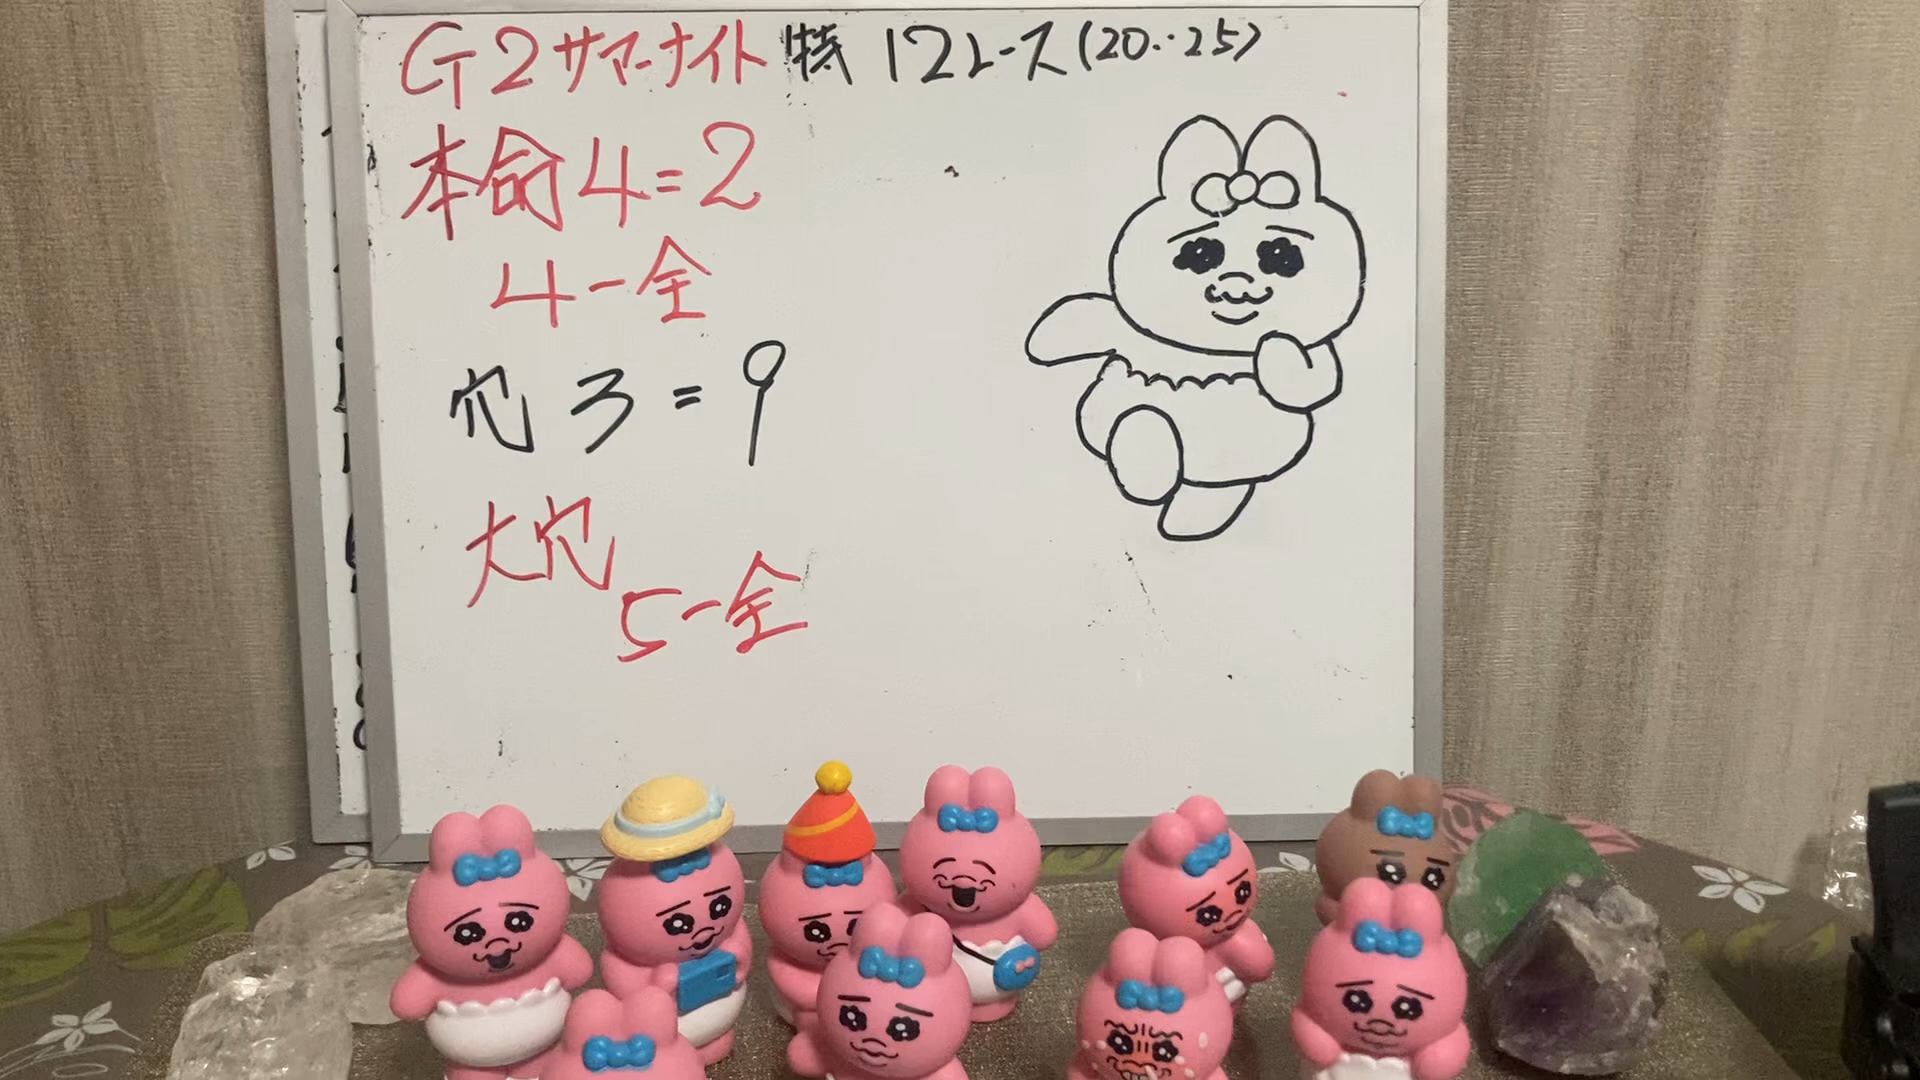 G2サマーナイト 特 12レース(20:25)
本命 4=2
4-全
穴 3=9
大穴
5-全